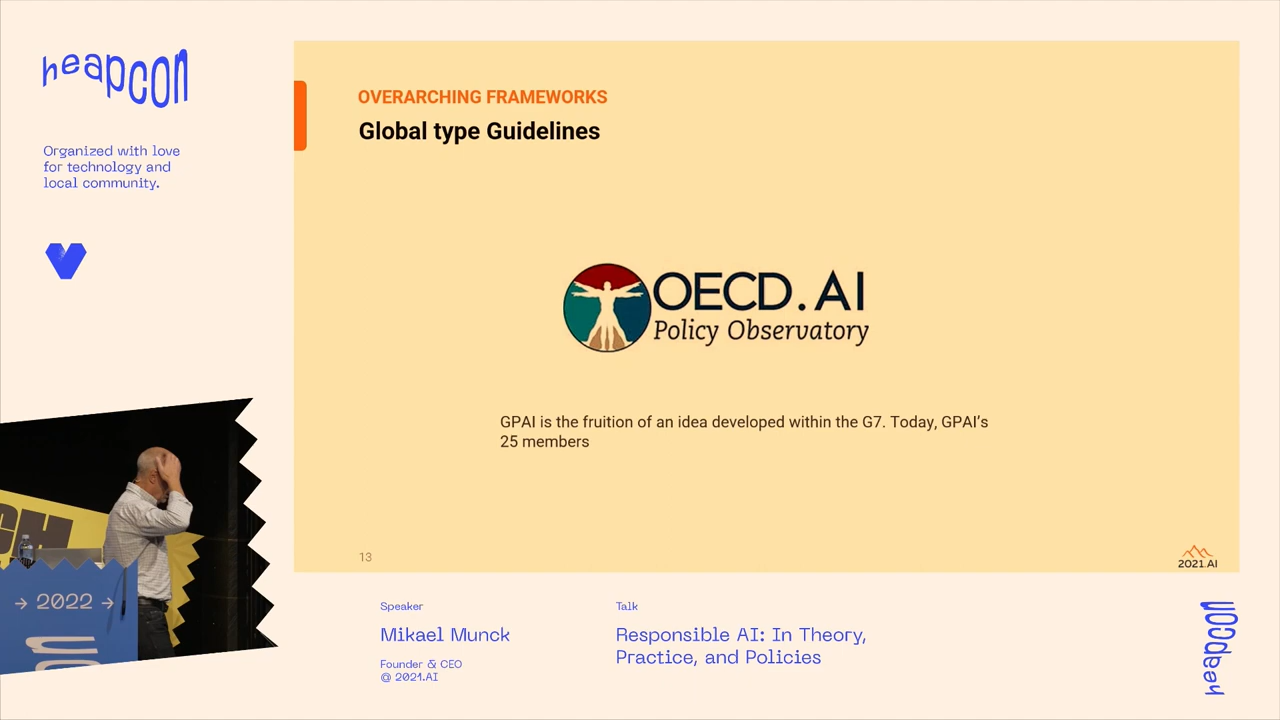 heapcon
Organized with love
for technology and
local community.
OVERARCHING FRAMEWORKS
Global type Guidelines
OECD.AI
Policy Observatory
GPAI is the fruition of an idea developed within the G7. Today, GPAI's
25 members
13
2021.AI
CH
→ 2022 →
on
Speaker
Mikael Munck
Founder & CEO
@ 2021.AI
Talk
Responsible AI: In Theory,
Practice, and Policies
heapcon